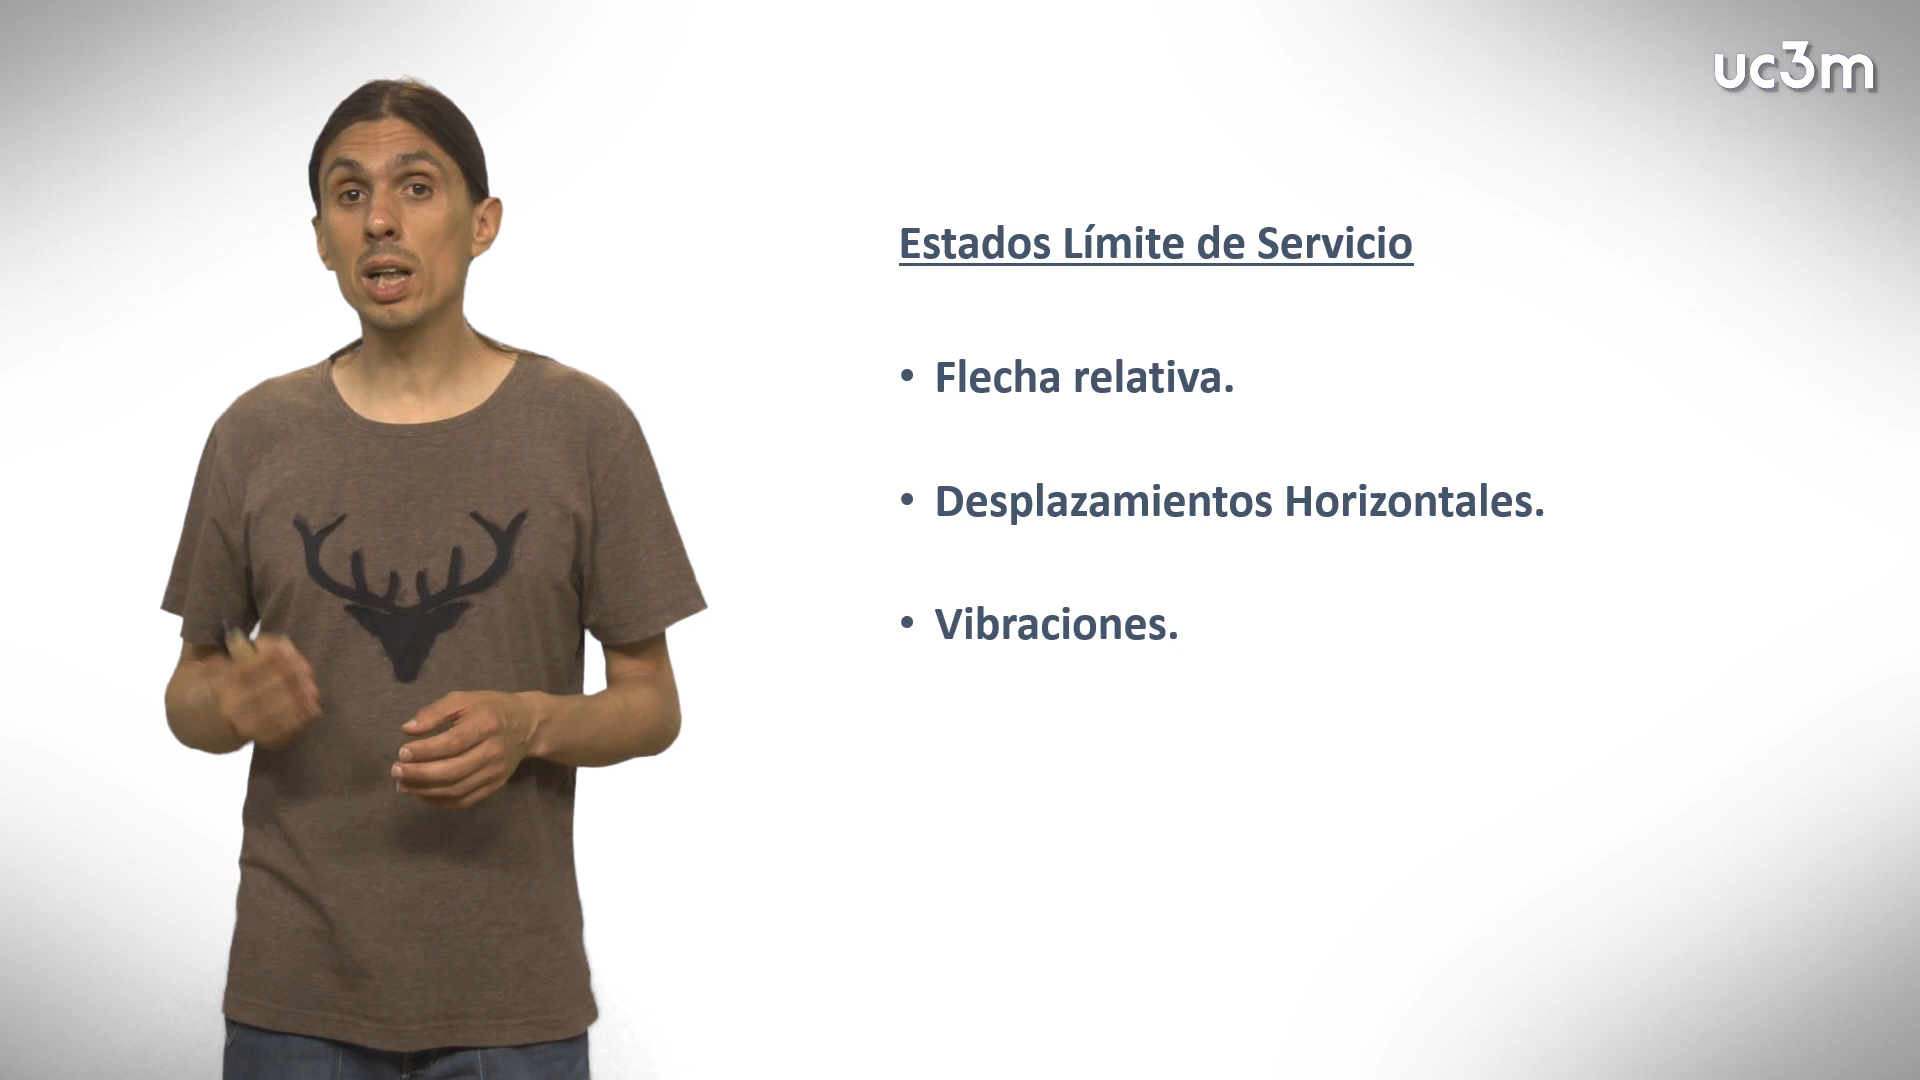 uc3m
Estados Límite de Servicio
• Flecha relativa.
• Desplazamientos Horizontales.
• Vibraciones.